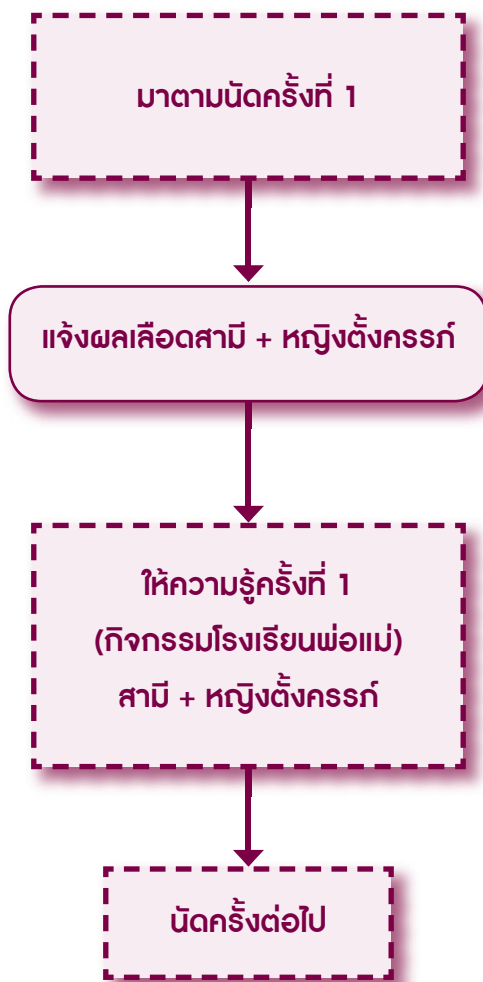 มาตามนัดครั้งที่ 1
แจ้งผลเลือดสามี + หญิงตั้งครรภ์
ให้ความรู้ครั้งที่ 1
(กิจกรรมโรงเรียนพ่อแม่)
สามี + หญิงตั้งครรภ์
นัดครั้งต่อไป